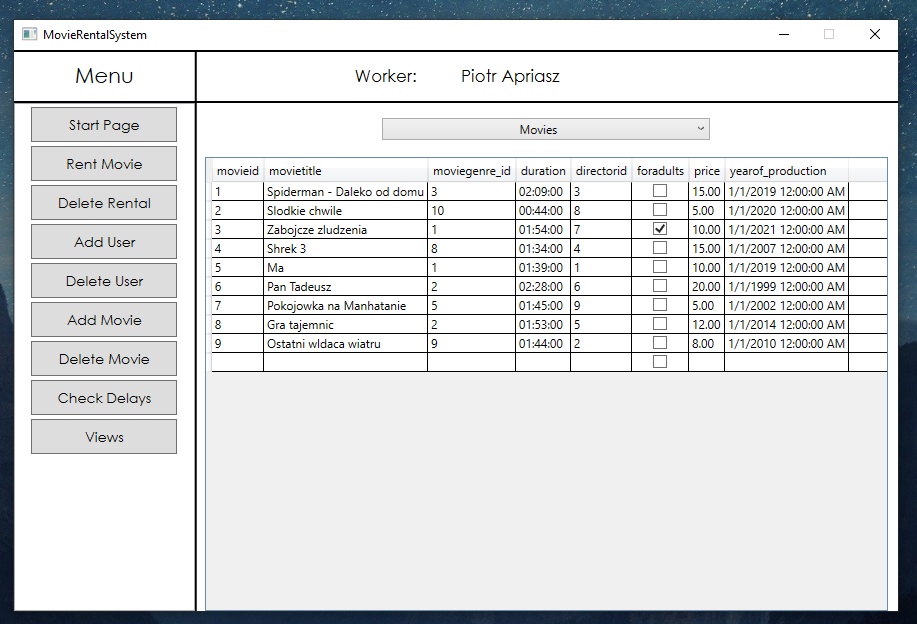 MovieRentalSystem
Menu
Worker: Piotr Apriasz
Start Page
Rent Movie
Delete Rental
Add User
Delete User
Add Movie
Delete Movie
Check Delays
Views
Movies
movieid movietitle moviegenre_id duration directorid foradults price yearof_production
1 Spiderman - Daleko od domu 3 02:09:00 3 15.00 1/1/2019 12:00:00 AM
2 Slodkie chwile 10 00:44:00 8 5.00 1/1/2020 12:00:00 AM
3 Zabojcze zludzenia 1 01:54:00 7 10.00 1/1/2021 12:00:00 AM
4 Shrek 3 8 01:34:00 4 15.00 1/1/2007 12:00:00 AM
5 Ma 1 01:39:00 1 10.00 1/1/2019 12:00:00 AM
6 Pan Tadeusz 2 02:28:00 6 20.00 1/1/1999 12:00:00 AM
7 Pokojowka na Manhatanie 5 01:45:00 9 5.00 1/1/2002 12:00:00 AM
8 Gra tajemnic 2 01:53:00 5 12.00 1/1/2014 12:00:00 AM
9 Ostatni wldaca wiatru 9 01:44:00 2 8.00 1/1/2010 12:00:00 AM